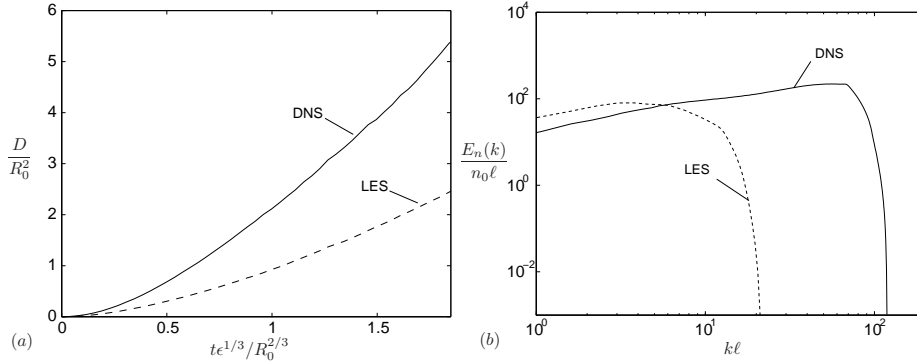 6
5
4
3
2
1
0
D
R_0^2
DNS
LES
0
0.5
1
1.5
tϵ^{1/3}/R_0^{2/3}
(a)
10^4
10^2
10^0
10^{-2}
E_n(k)
n_0ℓ
DNS
LES
10^0
10^1
10^2
kℓ
(b)